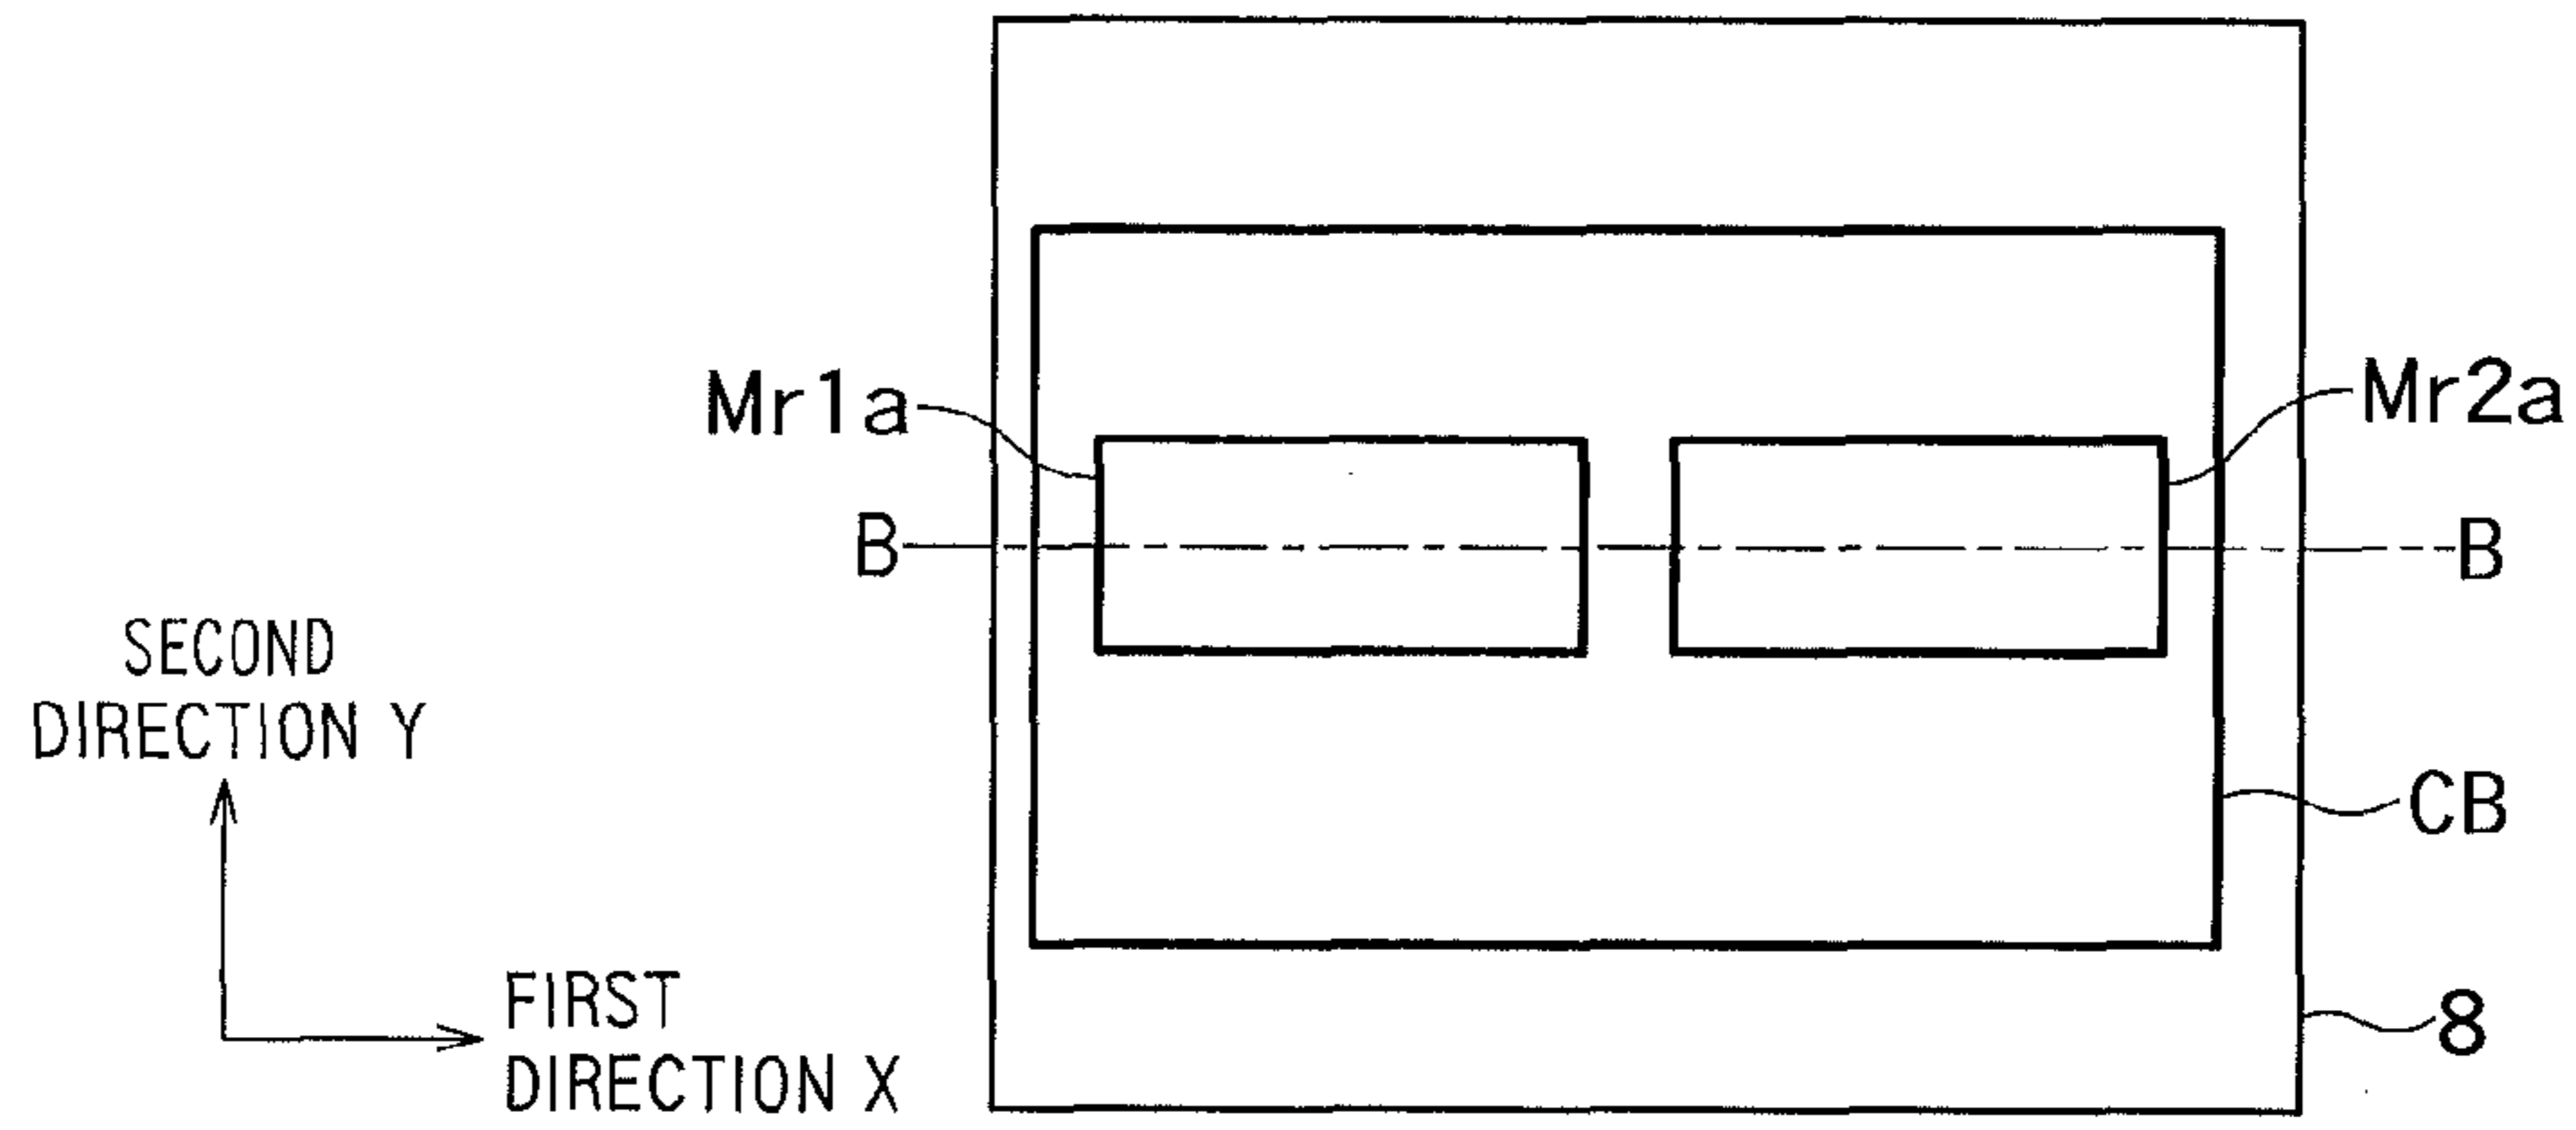 Mr1a
Mr2a
B
B
SECOND
DIRECTION Y
CB
FIRST
DIRECTION X
8